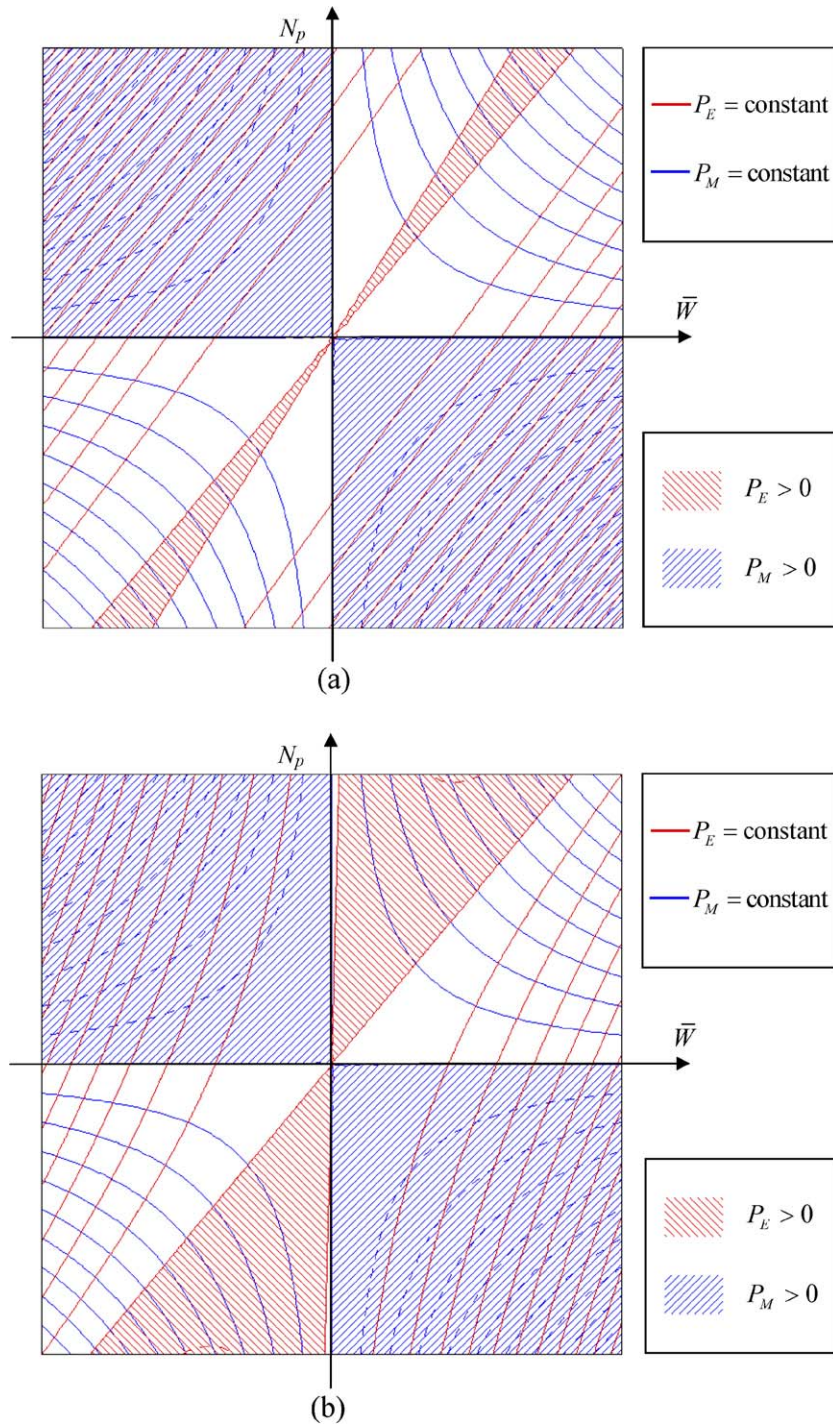 N_p
P_E = constant
P_M = constant
W̄
P_E > 0
P_M > 0
(a)
N_p
P_E = constant
P_M = constant
W̄
P_E > 0
P_M > 0
(b)